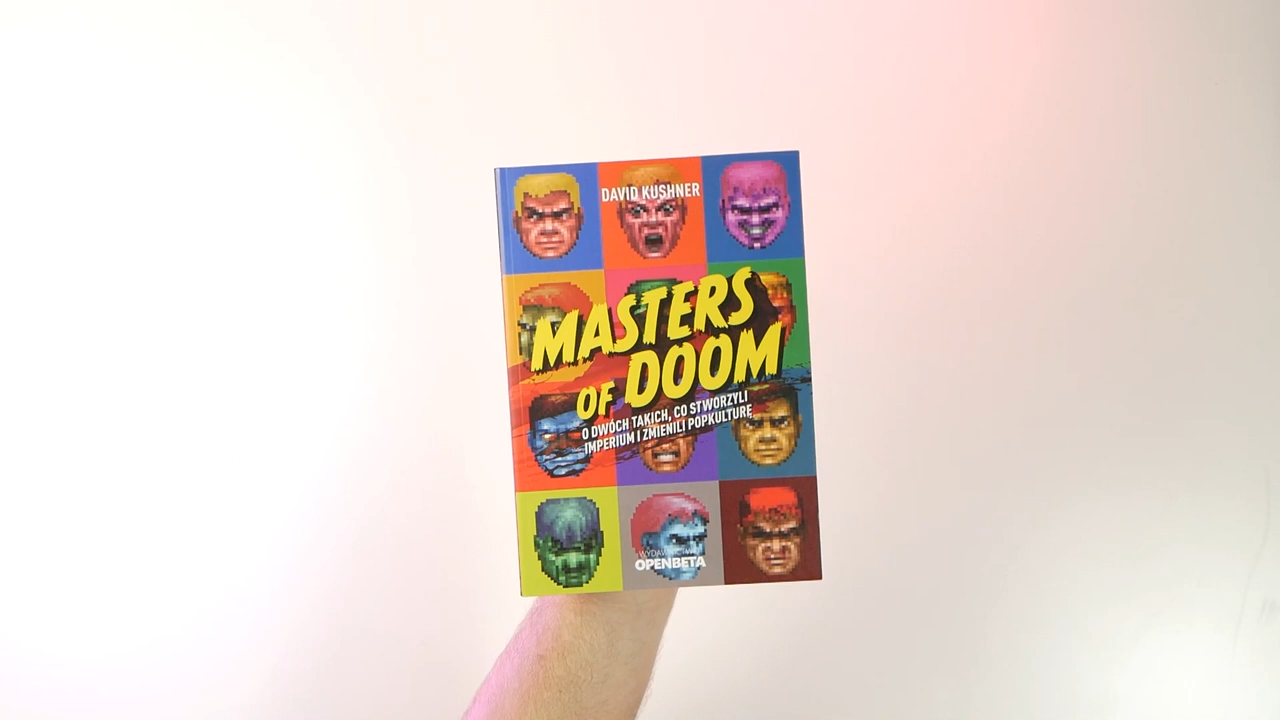 DAVID KUSHNER
MASTERS
OF DOOM
O DWÓCH TAKICH, CO STWORZYLI
IMPERIUM I ZMIENILI POPKULTURĘ
WYDAWNICTWO
OPENBETA